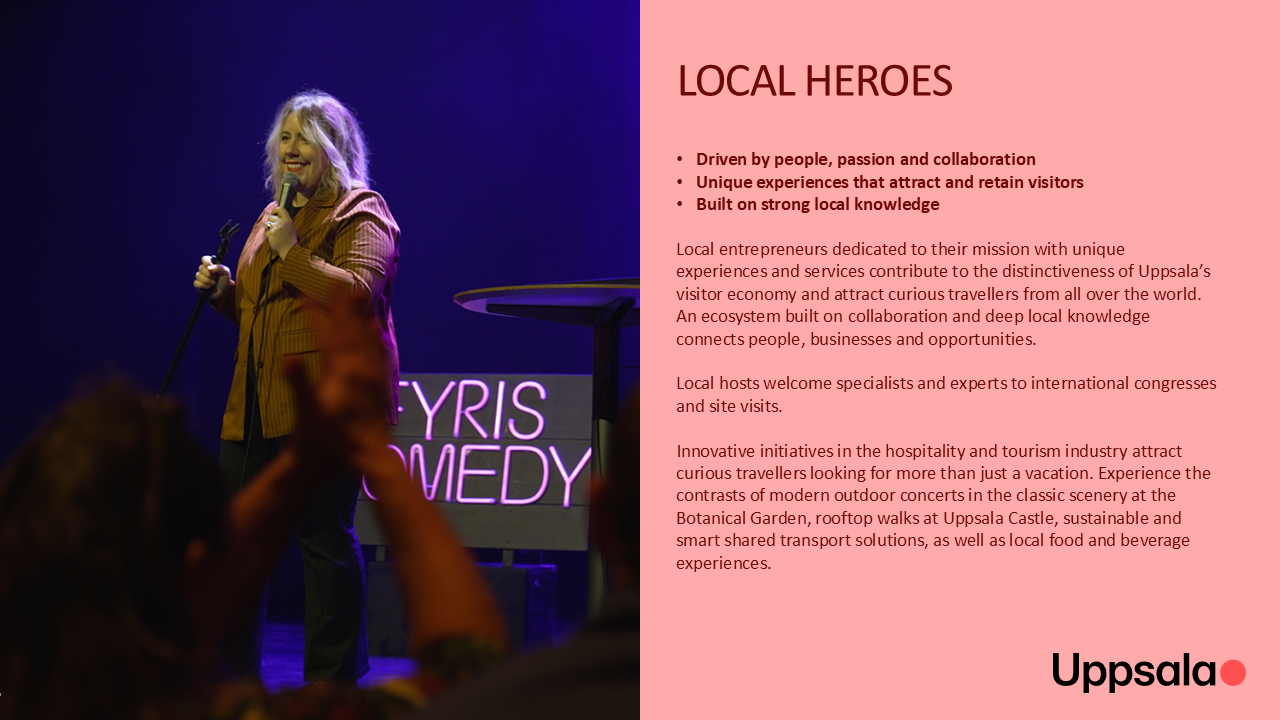 FYRIS
COMEDY
LOCAL HEROES
• Driven by people, passion and collaboration
• Unique experiences that attract and retain visitors
• Built on strong local knowledge
Local entrepreneurs dedicated to their mission with unique
experiences and services contribute to the distinctiveness of Uppsala’s
visitor economy and attract curious travellers from all over the world.
An ecosystem built on collaboration and deep local knowledge
connects people, businesses and opportunities.
Local hosts welcome specialists and experts to international congresses
and site visits.
Innovative initiatives in the hospitality and tourism industry attract
curious travellers looking for more than just a vacation. Experience the
contrasts of modern outdoor concerts in the classic scenery at the
Botanical Garden, rooftop walks at Uppsala Castle, sustainable and
smart shared transport solutions, as well as local food and beverage
experiences.
Uppsala